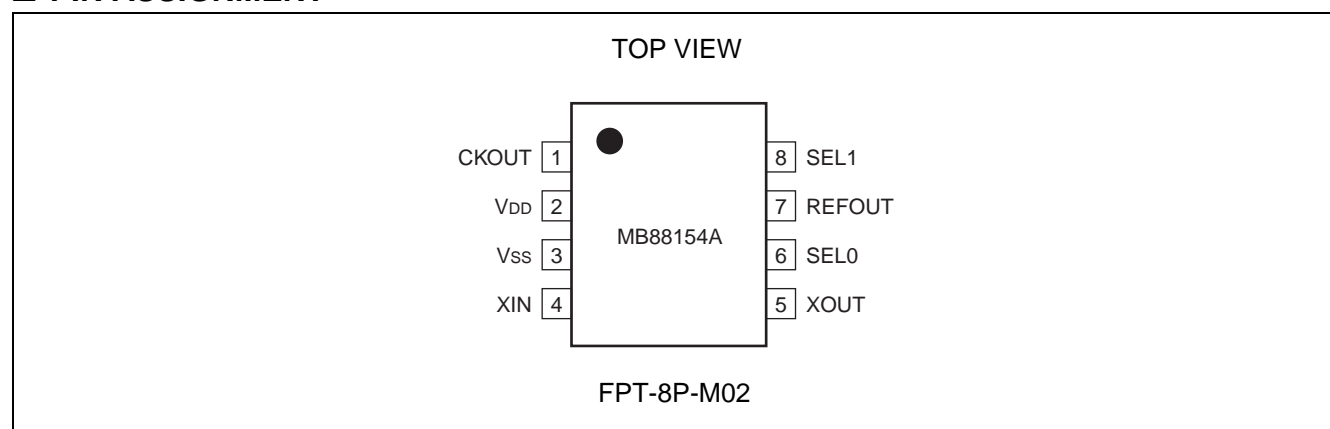 TOP VIEW
CKOUT 1 8 SEL1
VDD 2 7 REFOUT
MB88154A
VSS 3 6 SEL0
XIN 4 5 XOUT
FPT-8P-M02